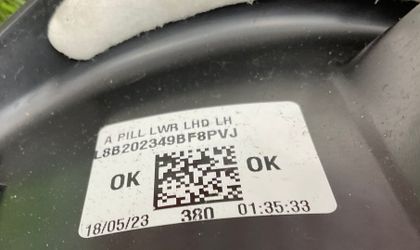 A PILL LWR LHD LH
L8B202349BF8PVJ
OK OK
18/05/23 380 01:35:33